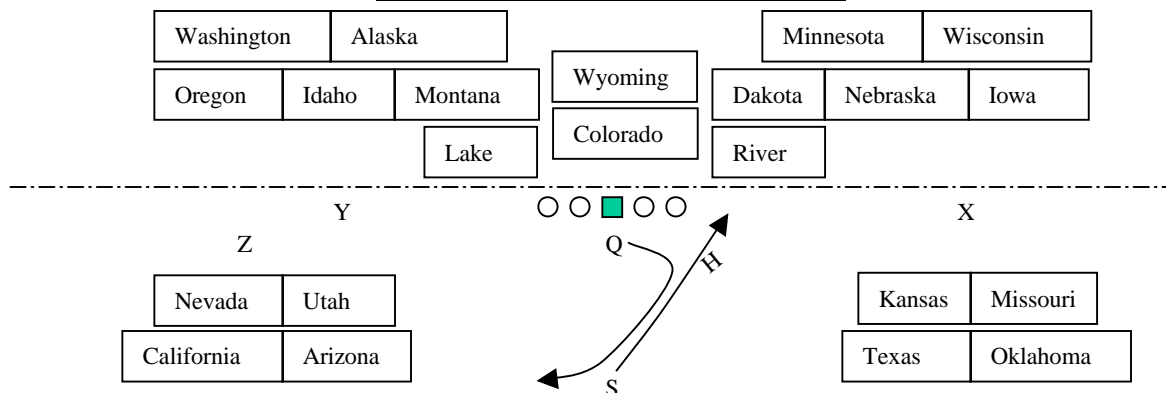 Washington Alaska Minnesota Wisconsin
Wyoming
Oregon Idaho Montana Dakota Nebraska Iowa
Colorado
Lake River
Y X
Z Q H
Nevada Utah Kansas Missouri
California Arizona Texas Oklahoma
S